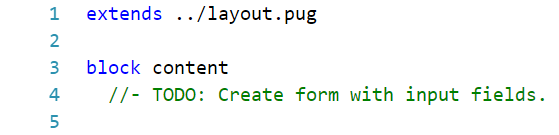 1 extends ../layout.pug
2
3 block content
4 //- TODO: Create form with input fields.
5